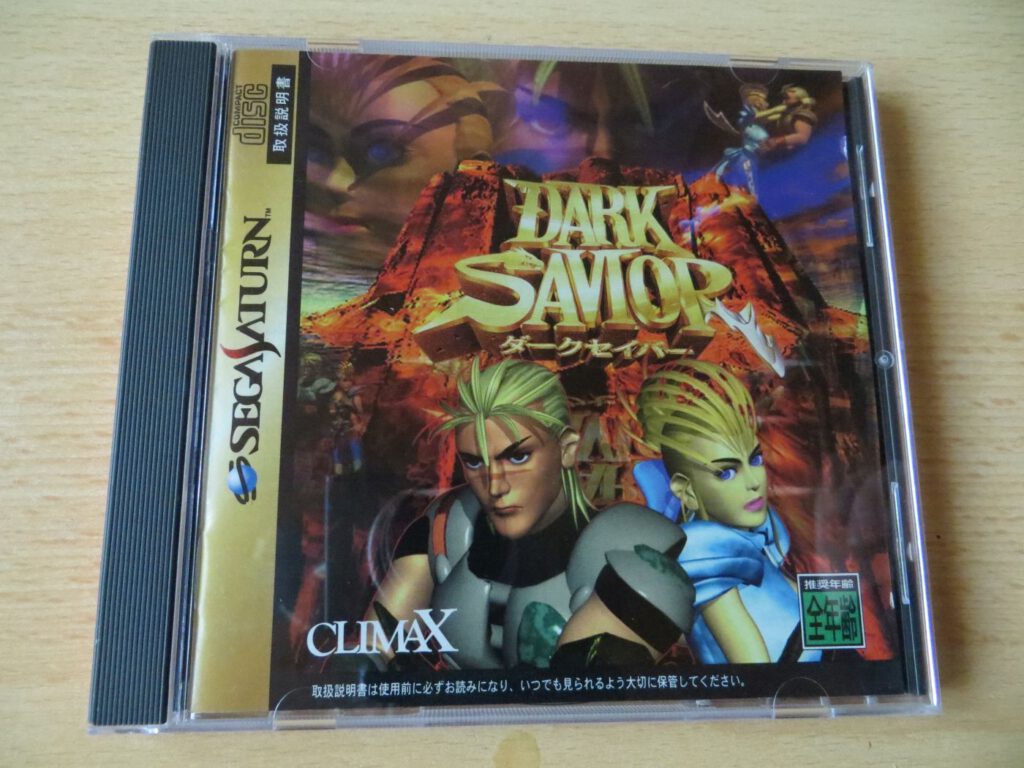 COMPACT
disc
取扱説明書
SEGA SATURN™
DARK
SAVIOR
ダークセイバー
CLIMAX
推奨年齢
全年齢
取扱説明書は使用前に必ずお読みになり、いつでも見られるよう大切に保管してください。